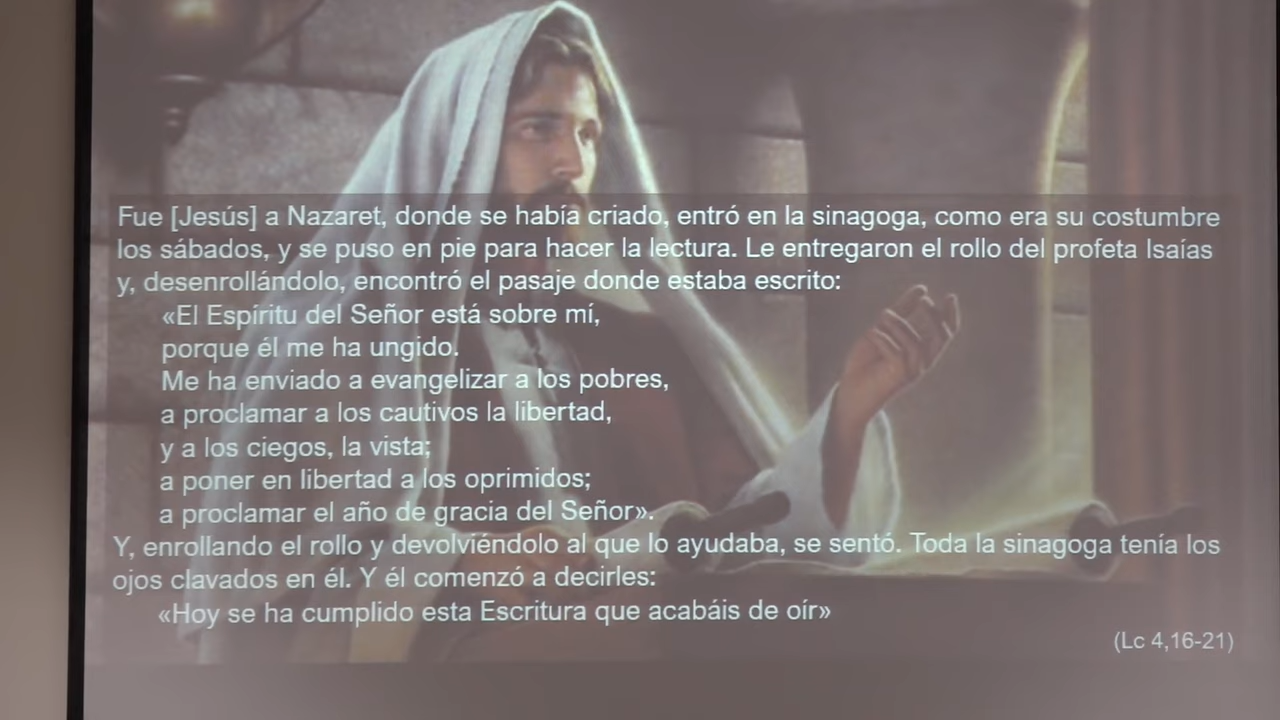 Fue [Jesús] a Nazaret, donde se había criado, entró en la sinagoga, como era su costumbre
los sábados, y se puso en pie para hacer la lectura. Le entregaron el rollo del profeta Isaías
y, desenrollándolo, encontró el pasaje donde estaba escrito:
«El Espíritu del Señor está sobre mí,
porque él me ha ungido.
Me ha enviado a evangelizar a los pobres,
a proclamar a los cautivos la libertad,
y a los ciegos, la vista;
a poner en libertad a los oprimidos;
a proclamar el año de gracia del Señor».
Y, enrollando el rollo y devolviéndolo al que lo ayudaba, se sentó. Toda la sinagoga tenía los
ojos clavados en él. Y él comenzó a decirles:
«Hoy se ha cumplido esta Escritura que acabáis de oír»
(Lc 4,16-21)